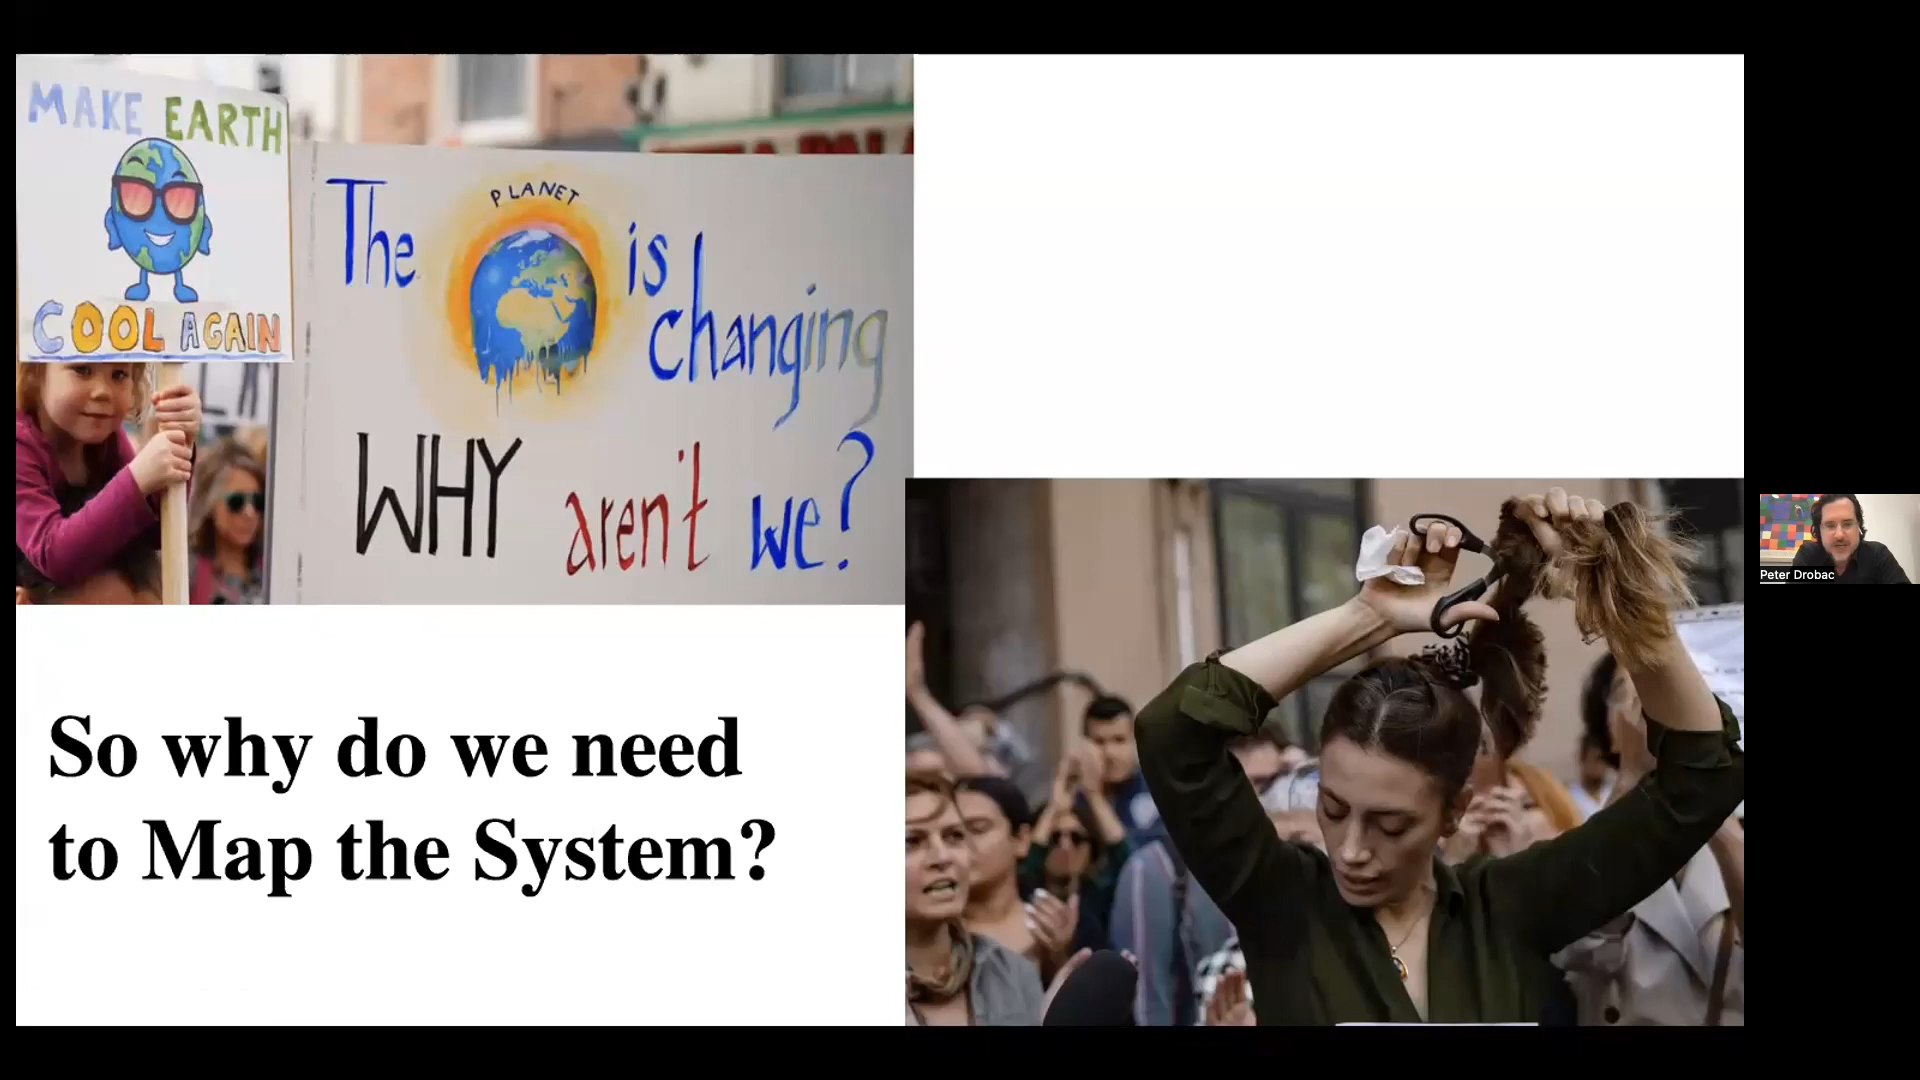 MAKE EARTH
COOL AGAIN
PLANET
The is
changing
WHY aren't we?
So why do we need
to Map the System?
Peter Drobac